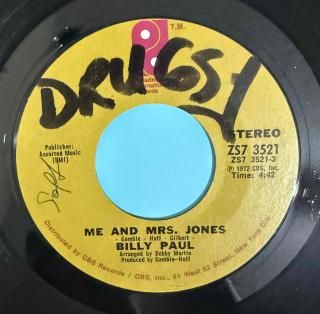 T.M.
DRUGS!
STEREO
Publisher:
Assorted Music
(BMI)
ZS7 3521
ZS7 3521-3
Ⓟ 1972 CBS, Inc.
Time: 4:42
Soft
ME AND MRS. JONES
- Gamble - Huff - Gilbert -
BILLY PAUL
Arranged by Bobby Martin
Produced by Gamble-Huff
Distributed by CBS Records / CBS, Inc., 51 West 52 Street, New York City